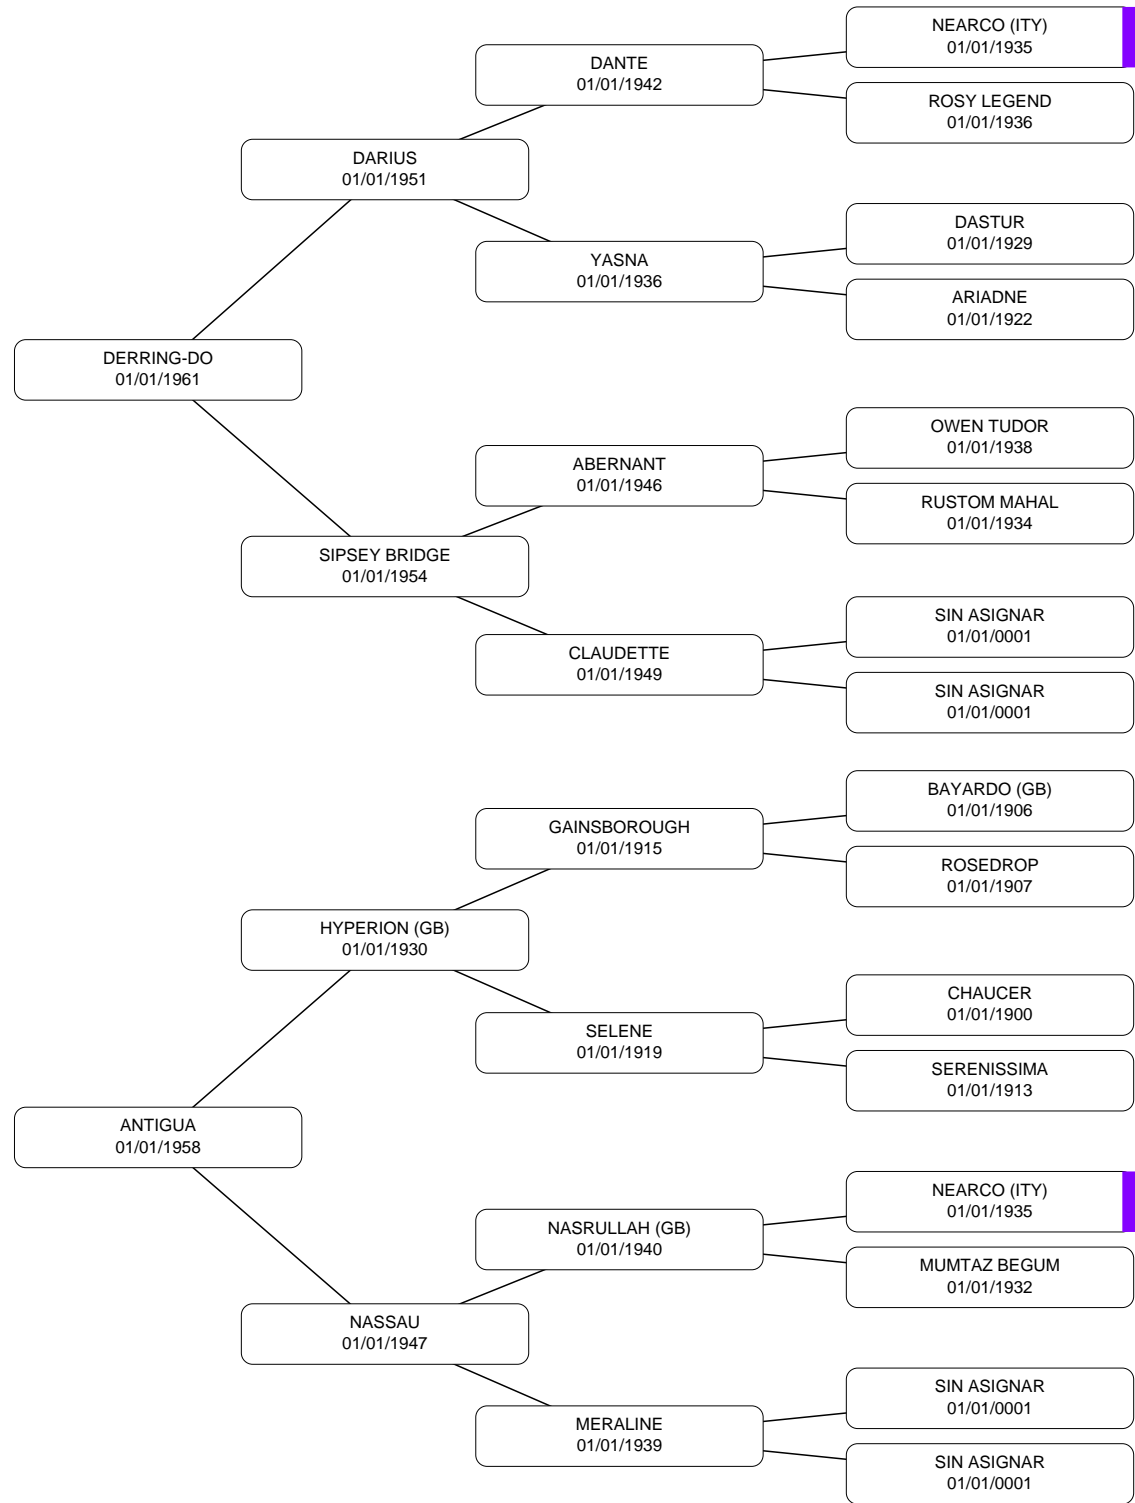 NEARCO (ITY)
01/01/1935
DANTE
01/01/1942
ROSY LEGEND
01/01/1936
DARIUS
01/01/1951
DASTUR
01/01/1929
YASNA
01/01/1936
ARIADNE
01/01/1922
DERRING-DO
01/01/1961
OWEN TUDOR
01/01/1938
ABERNANT
01/01/1946
RUSTOM MAHAL
01/01/1934
SIPSEY BRIDGE
01/01/1954
SIN ASIGNAR
01/01/0001
CLAUDETTE
01/01/1949
SIN ASIGNAR
01/01/0001
BAYARDO (GB)
01/01/1906
GAINSBOROUGH
01/01/1915
ROSEDROP
01/01/1907
HYPERION (GB)
01/01/1930
CHAUCER
01/01/1900
SELENE
01/01/1919
SERENISSIMA
01/01/1913
ANTIGUA
01/01/1958
NEARCO (ITY)
01/01/1935
NASRULLAH (GB)
01/01/1940
MUMTAZ BEGUM
01/01/1932
NASSAU
01/01/1947
SIN ASIGNAR
01/01/0001
MERALINE
01/01/1939
SIN ASIGNAR
01/01/0001